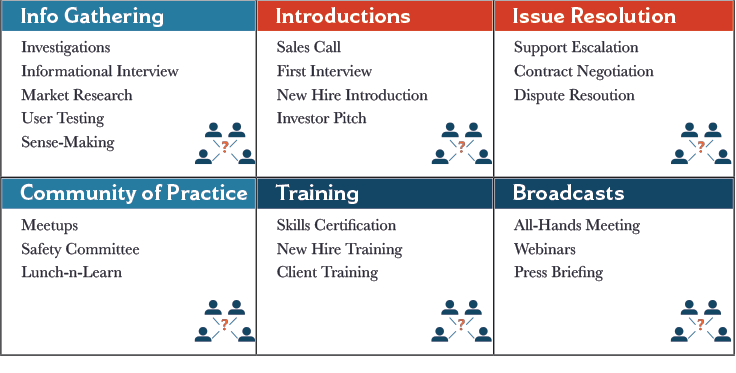 Info Gathering
Investigations
Informational Interview
Market Research
User Testing
Sense-Making
?
Introductions
Sales Call
First Interview
New Hire Introduction
Investor Pitch
?
Issue Resolution
Support Escalation
Contract Negotiation
Dispute Resoution
?
Community of Practice
Meetups
Safety Committee
Lunch-n-Learn
?
Training
Skills Certification
New Hire Training
Client Training
?
Broadcasts
All-Hands Meeting
Webinars
Press Briefing
?